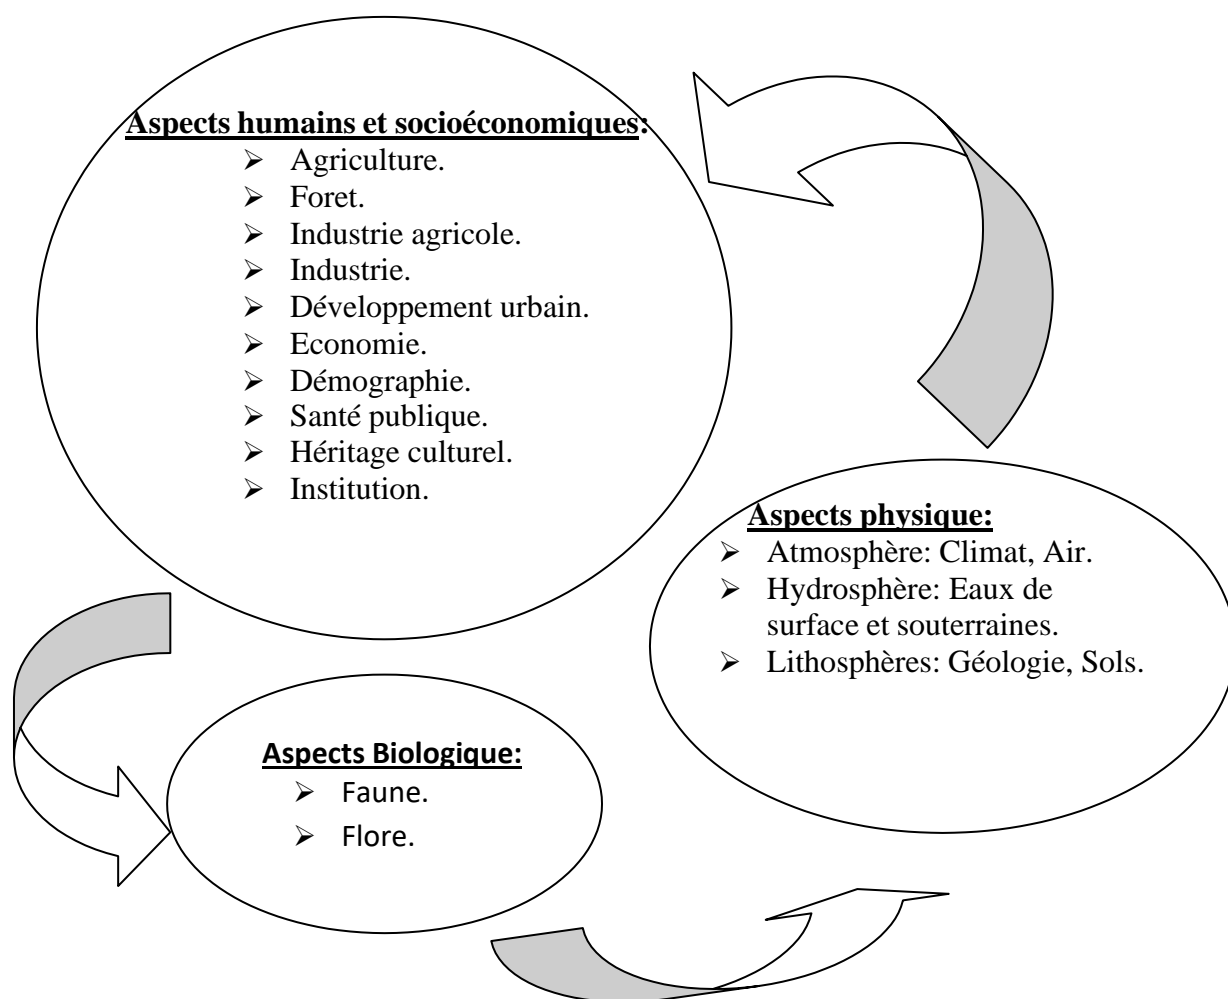 Aspects humains et socioéconomiques:
➢ Agriculture.
➢ Foret.
➢ Industrie agricole.
➢ Industrie.
➢ Développement urbain.
➢ Economie.
➢ Démographie.
➢ Santé publique.
➢ Héritage culturel.
➢ Institution.
Aspects physique:
➢ Atmosphère: Climat, Air.
➢ Hydrosphère: Eaux de
surface et souterraines.
➢ Lithosphères: Géologie, Sols.
Aspects Biologique:
➢ Faune.
➢ Flore.